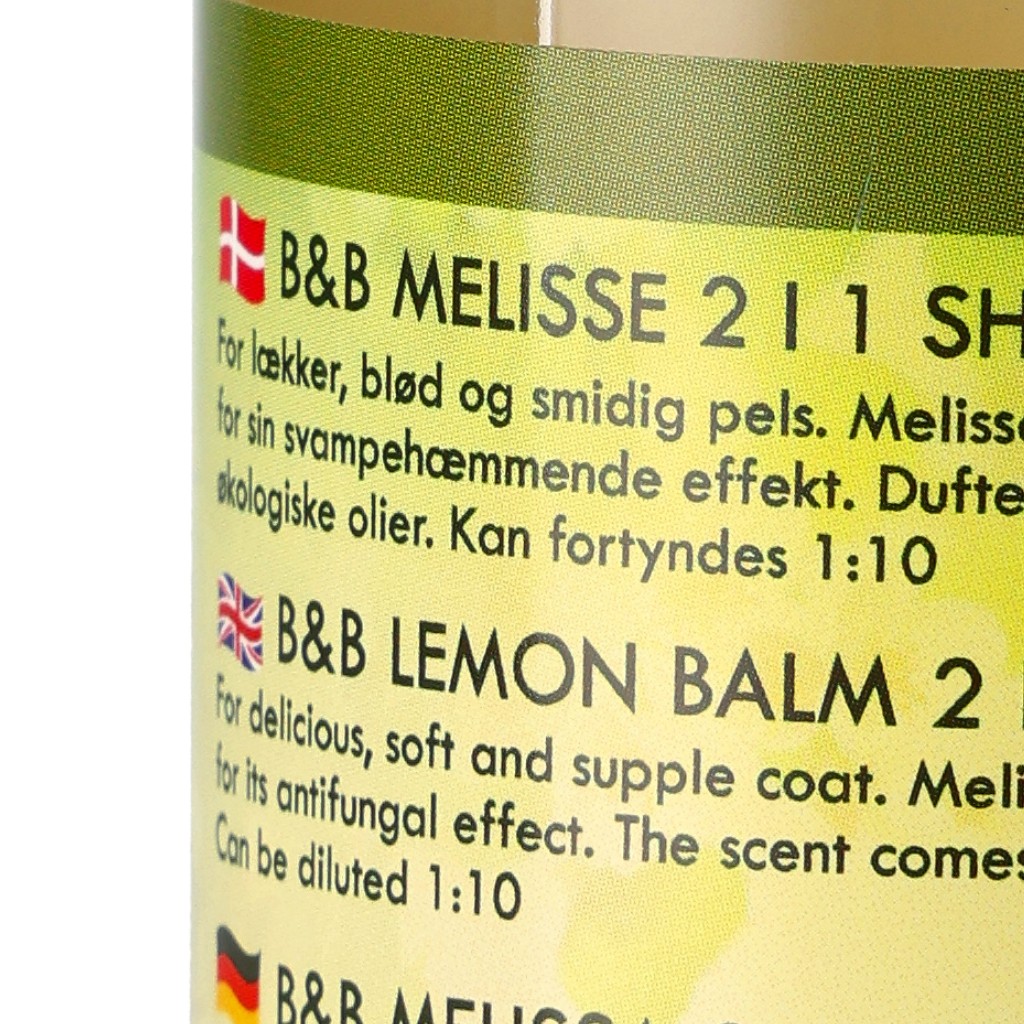 B&B MELISSE 2 I 1 SH
For lækker, blød og smidig pels. Melisse
for sin svampehæmmende effekt. Dufte
økologiske olier. Kan fortyndes 1:10
B&B LEMON BALM 2
For delicious, soft and supple coat. Meli
for its antifungal effect. The scent comes
Can be diluted 1:10
B&B